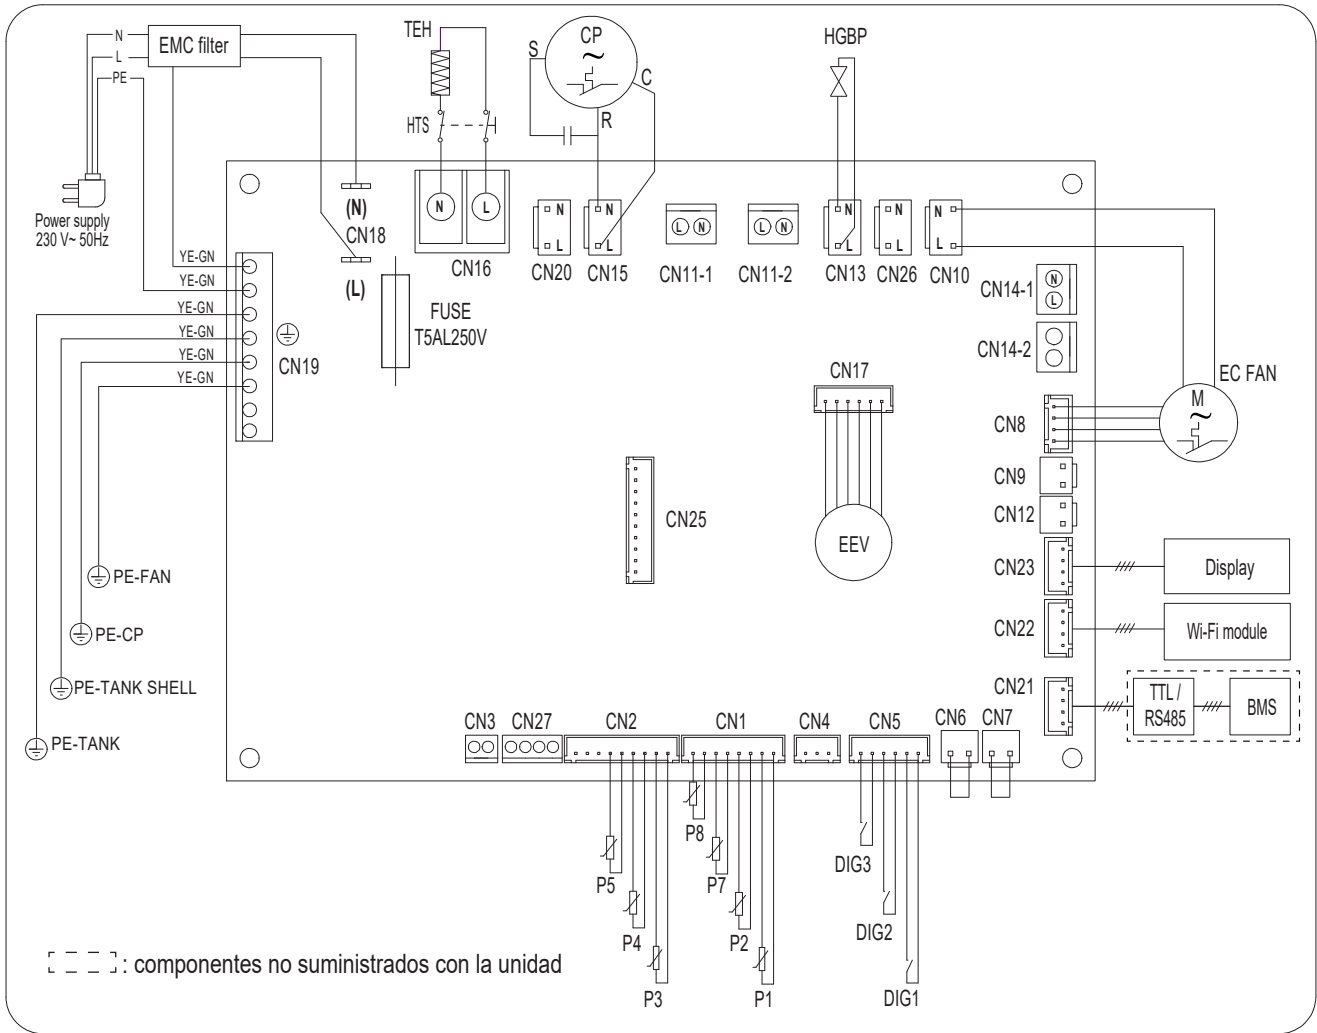 TEH
CP
~
HGBP
N
L
PE
EMC filter
S
C
R
HTS
Power supply
230 V~ 50Hz
(N)
CN18
(L)
N
L
CN16
N
L
CN20
N
L
CN15
L N
CN11-1
L N
CN11-2
N
L
CN13
N
L
CN26
N
L
CN10
YE-GN
YE-GN
YE-GN
YE-GN
YE-GN
YE-GN
CN19
FUSE
T5AL250V
N
L
CN14-1
CN14-2
CN17
EC FAN
M
~
CN8
CN9
CN12
CN25
EEV
CN23
Display
CN22
Wi-Fi module
CN21
TTL /
RS485
BMS
PE-FAN
PE-CP
PE-TANK SHELL
PE-TANK
CN3
CN27
CN2
CN1
CN4
CN5
CN6
CN7
P8
P5
P7
DIG3
P4
P2
DIG2
P3
P1
DIG1
: componentes no suministrados con la unidad